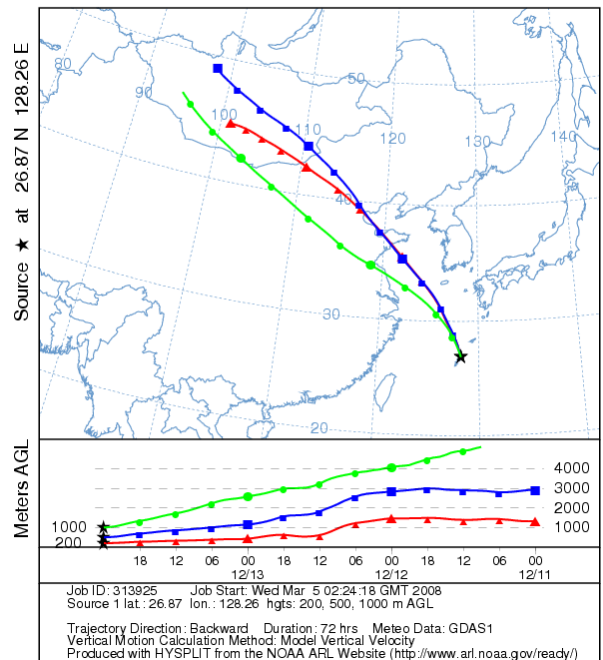 Source ★ at 26.87 N 128.26 E
80
90
100
110
120
130
140
50
40
30
20
Meters AGL
1000
200
4000
3000
2000
1000
18 12 06 00 18 12 06 00 18 12 06 00
12/13 12/12 12/11
Job ID: 313925 Job Start: Wed Mar 5 02:24:18 GMT 2008
Source 1 lat.: 26.87 lon.: 128.26 hgts: 200, 500, 1000 m AGL
Trajectory Direction: Backward Duration: 72 hrs Meteo Data: GDAS1
Vertical Motion Calculation Method: Model Vertical Velocity
Produced with HYSPLIT from the NOAA ARL Website (http://www.arl.noaa.gov/ready/)